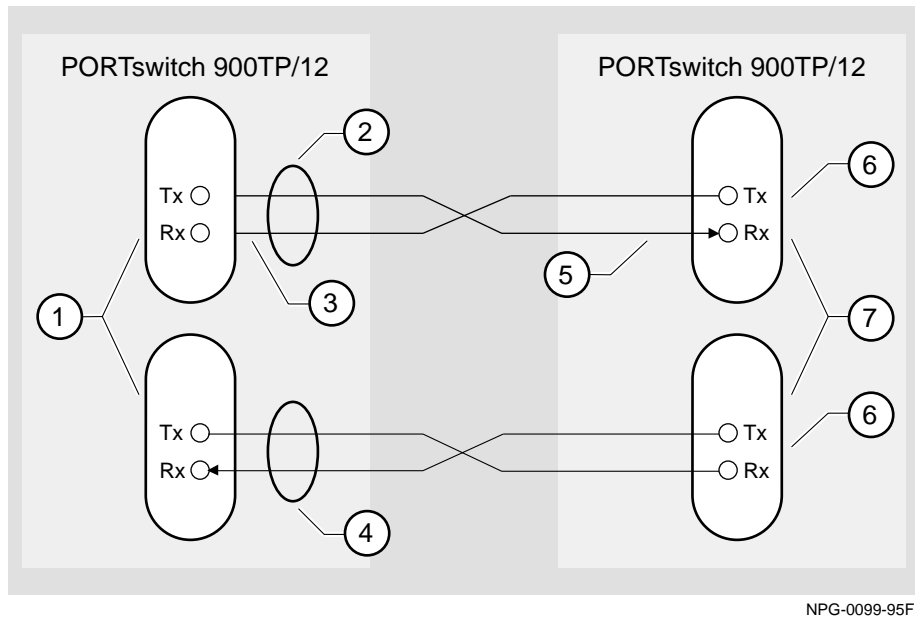 PORTswitch 900TP/12 PORTswitch 900TP/12
2
6
Tx Tx
Rx Rx
5
3
1 7
6
Tx Tx
Rx Rx
4
NPG-0099-95F